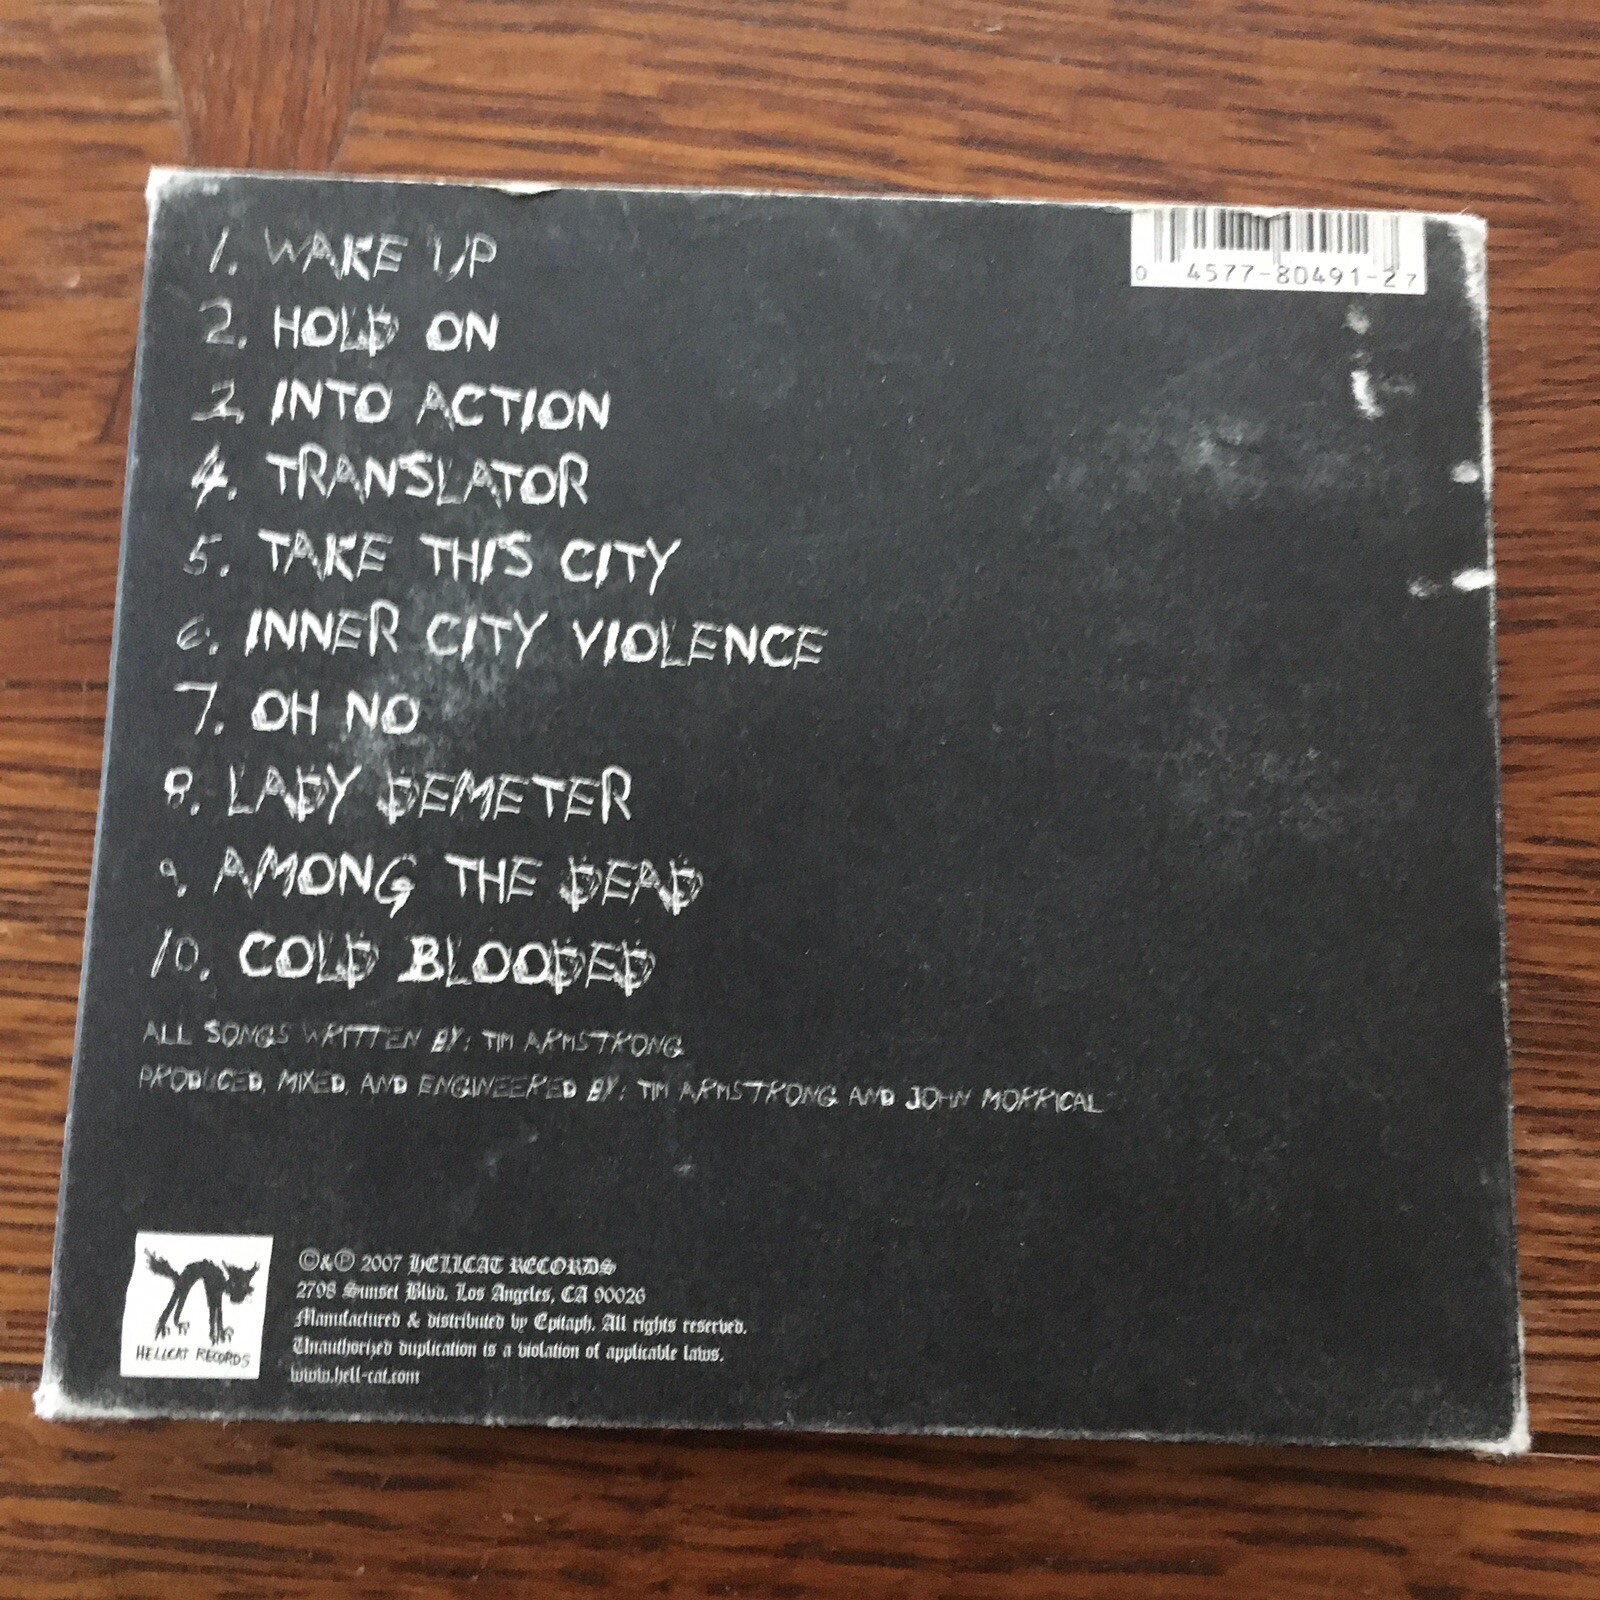 0 4577-80491-2 7
1. WAKE UP
2. HOLD ON
3. INTO ACTION
4. TRANSLATOR
5. TAKE THIS CITY
6. INNER CITY VIOLENCE
7. OH NO
8. LADY DEMETER
9. AMONG THE DEAD
10. COLD BLOODED
ALL SONGS WRITTEN BY: TIM ARMSTRONG
PRODUCED, MIXED, AND ENGINEERED BY: TIM ARMSTRONG AND JOHN MORRICAL
HELLCAT RECORDS
©&℗ 2007 HELLCAT RECORDS
2798 Sunset Blvd. Los Angeles, CA 90026
Manufactured & distributed by Epitaph. All rights reserved.
Unauthorized duplication is a violation of applicable laws.
www.hell-cat.com